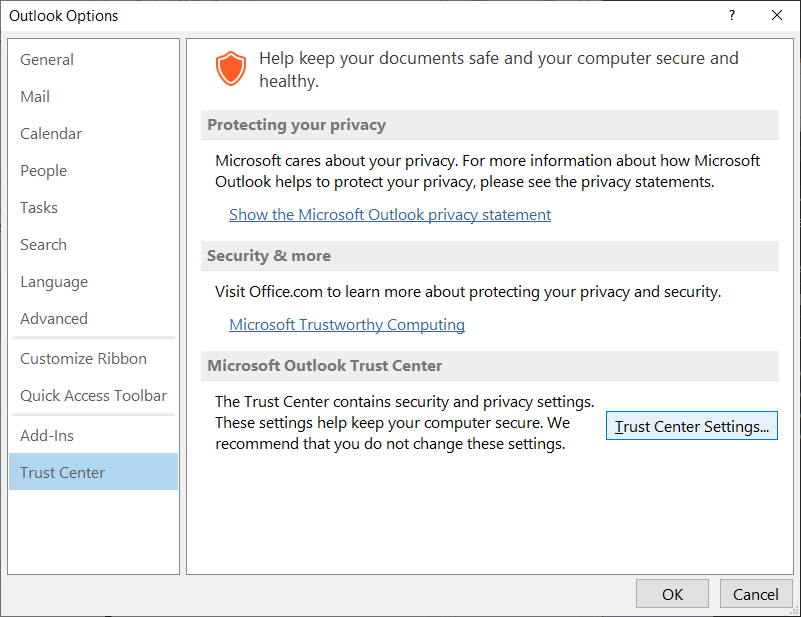 Outlook Options
?
General
Mail
Calendar
People
Tasks
Search
Language
Advanced
Customize Ribbon
Quick Access Toolbar
Add-Ins
Trust Center
Help keep your documents safe and your computer secure and
healthy.
Protecting your privacy
Microsoft cares about your privacy. For more information about how Microsoft
Outlook helps to protect your privacy, please see the privacy statements.
Show the Microsoft Outlook privacy statement
Security & more
Visit Office.com to learn more about protecting your privacy and security.
Microsoft Trustworthy Computing
Microsoft Outlook Trust Center
The Trust Center contains security and privacy settings.
These settings help keep your computer secure. We
recommend that you do not change these settings.
Trust Center Settings...
OK
Cancel